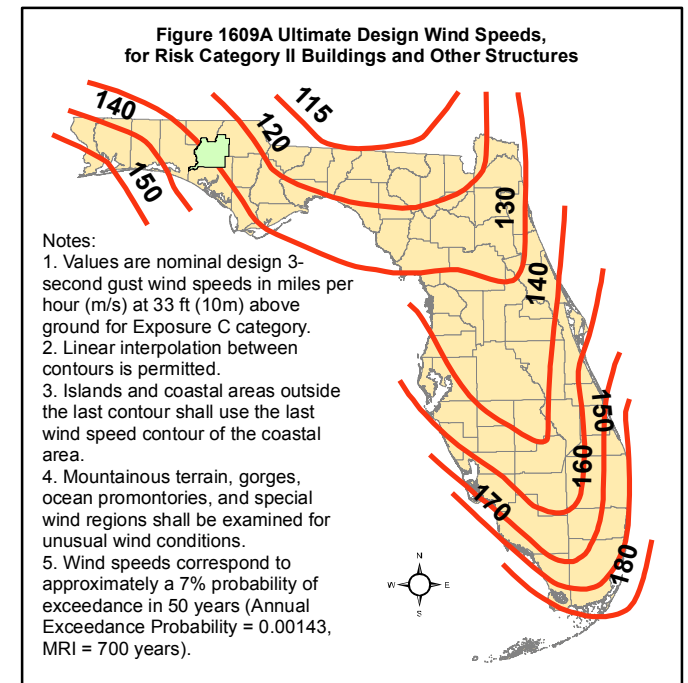 Figure 1609A Ultimate Design Wind Speeds,
for Risk Category II Buildings and Other Structures
115
140
120
150
130
Notes:
1. Values are nominal design 3-
second gust wind speeds in miles per
hour (m/s) at 33 ft (10m) above
ground for Exposure C category.
2. Linear interpolation between
contours is permitted.
3. Islands and coastal areas outside
the last contour shall use the last
wind speed contour of the coastal
area.
4. Mountainous terrain, gorges,
ocean promontories, and special
wind regions shall be examined for
unusual wind conditions.
5. Wind speeds correspond to
approximately a 7% probability of
exceedance in 50 years (Annual
Exceedance Probability = 0.00143,
MRI = 700 years).
140
150
160
170
180
N
W E
S